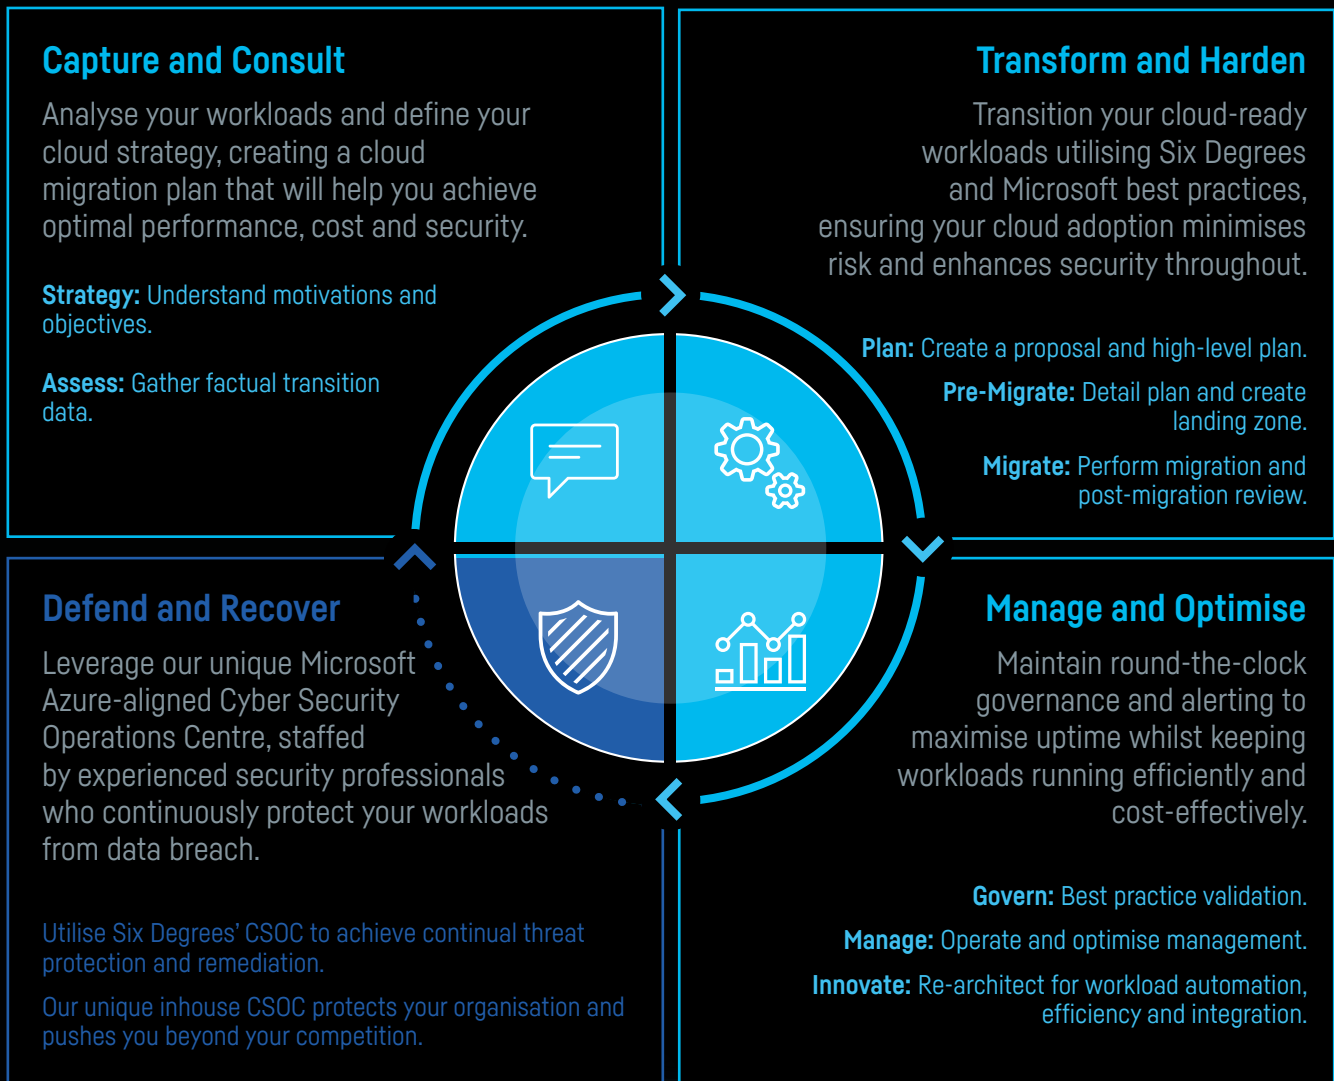 Capture and Consult
Analyse your workloads and define your
cloud strategy, creating a cloud
migration plan that will help you achieve
optimal performance, cost and security.
Strategy: Understand motivations and
objectives.
Assess: Gather factual transition
data.
Transform and Harden
Transition your cloud-ready
workloads utilising Six Degrees
and Microsoft best practices,
ensuring your cloud adoption minimises
risk and enhances security throughout.
Plan: Create a proposal and high-level plan.
Pre-Migrate: Detail plan and create
landing zone.
Migrate: Perform migration and
post-migration review.
Defend and Recover
Leverage our unique Microsoft
Azure-aligned Cyber Security
Operations Centre, staffed
by experienced security professionals
who continuously protect your workloads
from data breach.
Utilise Six Degrees’ CSOC to achieve continual threat
protection and remediation.
Our unique inhouse CSOC protects your organisation and
pushes you beyond your competition.
Manage and Optimise
Maintain round-the-clock
governance and alerting to
maximise uptime whilst keeping
workloads running efficiently and
cost-effectively.
Govern: Best practice validation.
Manage: Operate and optimise management.
Innovate: Re-architect for workload automation,
efficiency and integration.